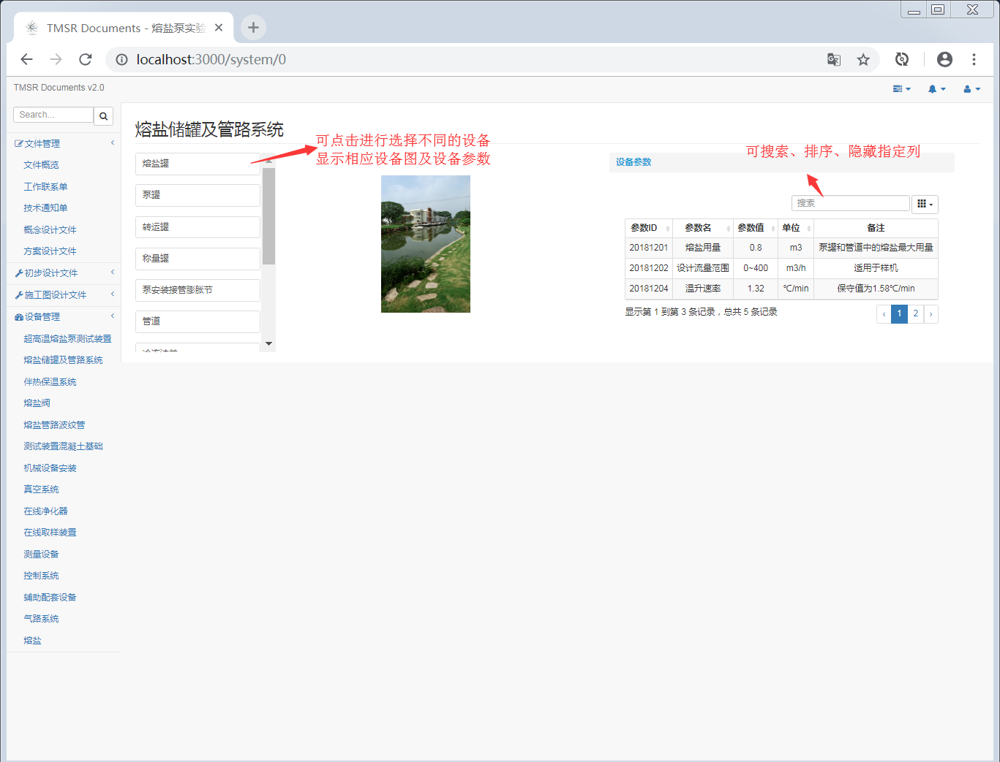 TMSR Documents - 熔盐泵实验
localhost:3000/system/0
TMSR Documents v2.0
Search...
文件管理
文件概览
工作联系单
技术通知单
概念设计文件
方案设计文件
初步设计文件
施工图设计文件
设备管理
超高温熔盐泵测试装置
熔盐储罐及管路系统
伴热保温系统
熔盐阀
熔盐管路波纹管
测试装置混凝土基础
机械设备安装
真空系统
在线净化器
在线取样装置
测量设备
控制系统
辅助配套设备
气路系统
熔盐
熔盐储罐及管路系统
可点击进行选择不同的设备
显示相应设备图及设备参数
熔盐罐
泵罐
转运罐
称量罐
泵安装接管膨胀节
管道
可搜索、排序、隐藏指定列
设备参数
搜索
参数ID 参数名 参数值 单位 备注
20181201 熔盐用量 0.8 m3 泵罐和管道中的熔盐最大用量
20181202 设计流量范围 0~400 m3/h 适用于样机
20181204 温升速率 1.32 ℃/min 保守值为1.58℃/min
显示第 1 到第 3 条记录，总共 5 条记录
‹ 1 2 ›